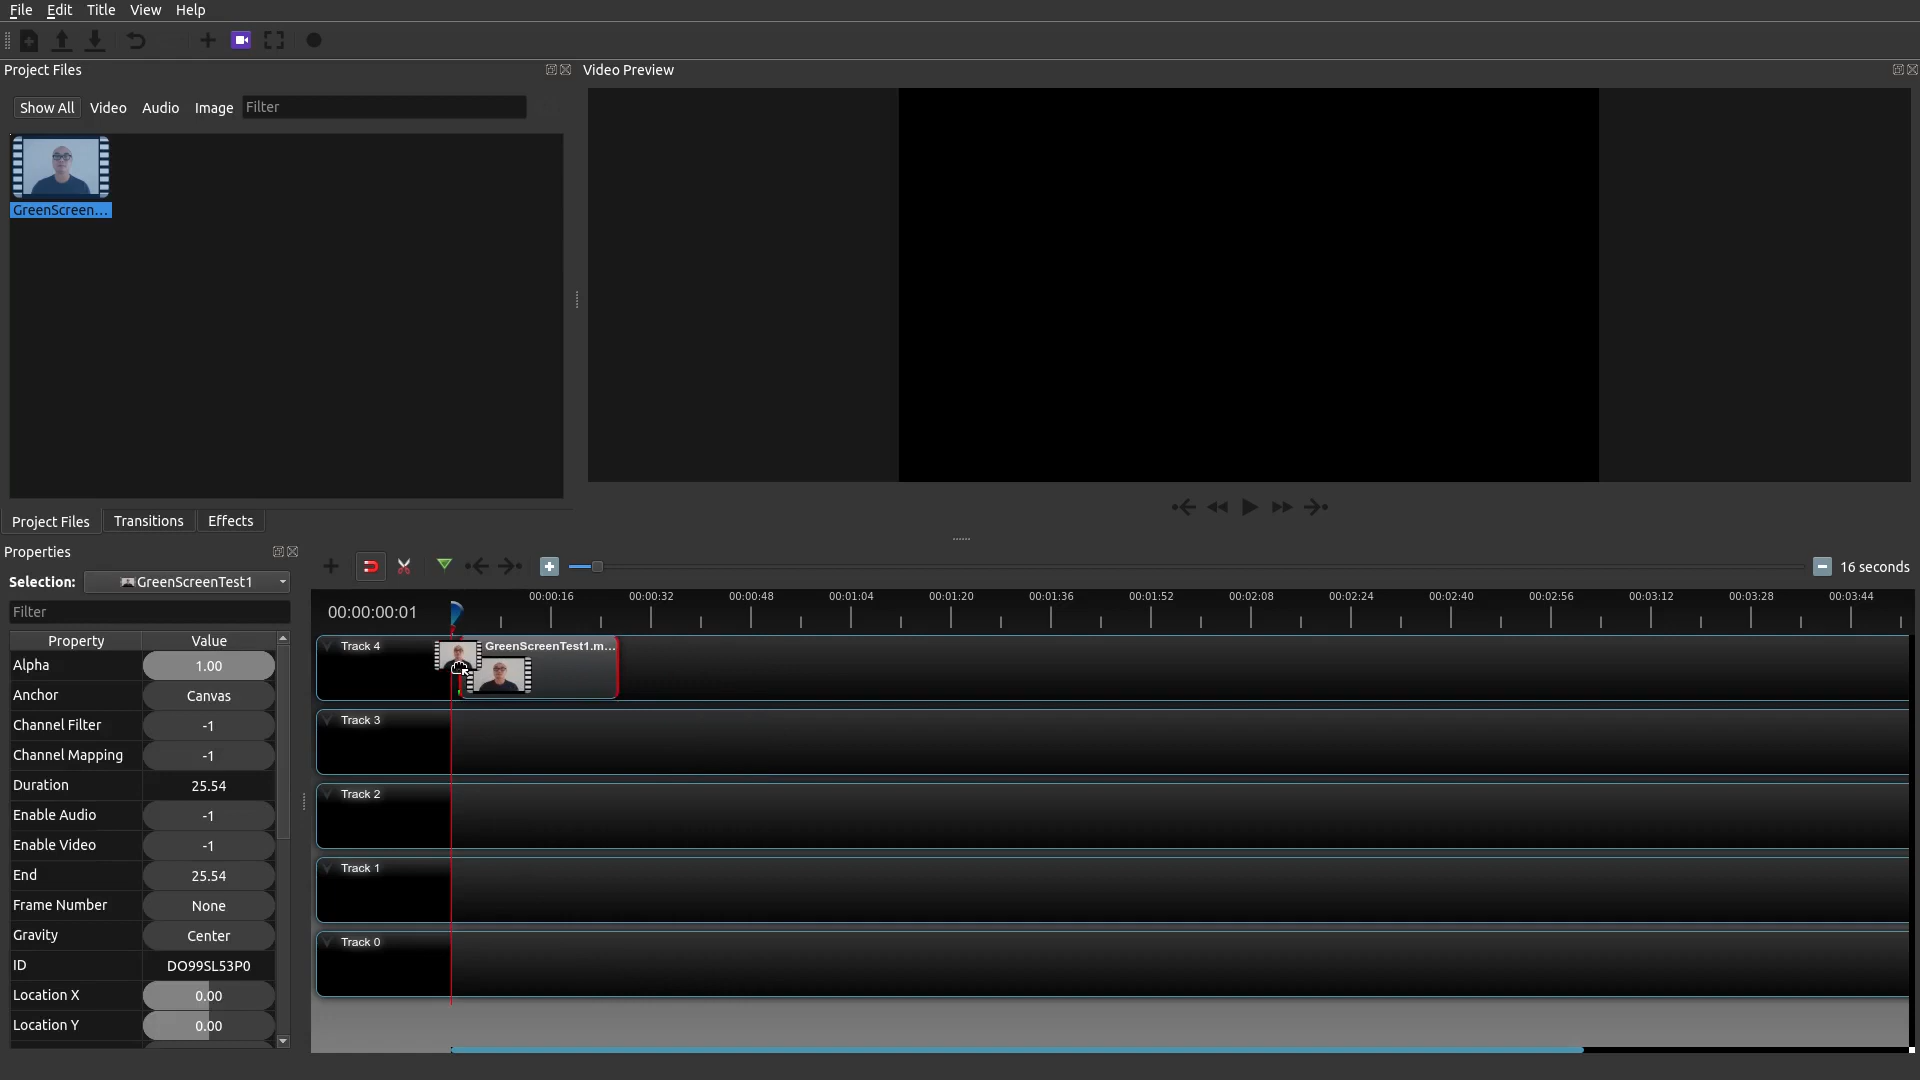 File Edit Title View Help
Project Files
Video Preview
Show All Video Audio Image Filter
GreenScreen...
Project Files Transitions Effects
Properties
Selection: GreenScreenTest1
Filter
Property Value
Alpha 1.00
Anchor Canvas
Channel Filter -1
Channel Mapping -1
Duration 25.54
Enable Audio -1
Enable Video -1
End 25.54
Frame Number None
Gravity Center
ID DO99SL53P0
Location X 0.00
Location Y 0.00
16 seconds
00:00:00:01
00:00:16 00:00:32 00:00:48 00:01:04 00:01:20 00:01:36 00:01:52 00:02:08 00:02:24 00:02:40 00:02:56 00:03:12 00:03:28 00:03:44
Track 4
GreenScreenTest1.m...
Track 3
Track 2
Track 1
Track 0